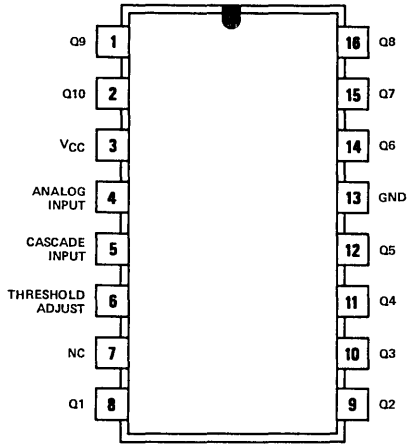 Q9 1 16 Q8
Q10 2 15 Q7
VCC 3 14 Q6
ANALOG
INPUT 4 13 GND
CASCADE
INPUT 5 12 Q5
THRESHOLD
ADJUST 6 11 Q4
NC 7 10 Q3
Q1 8 9 Q2